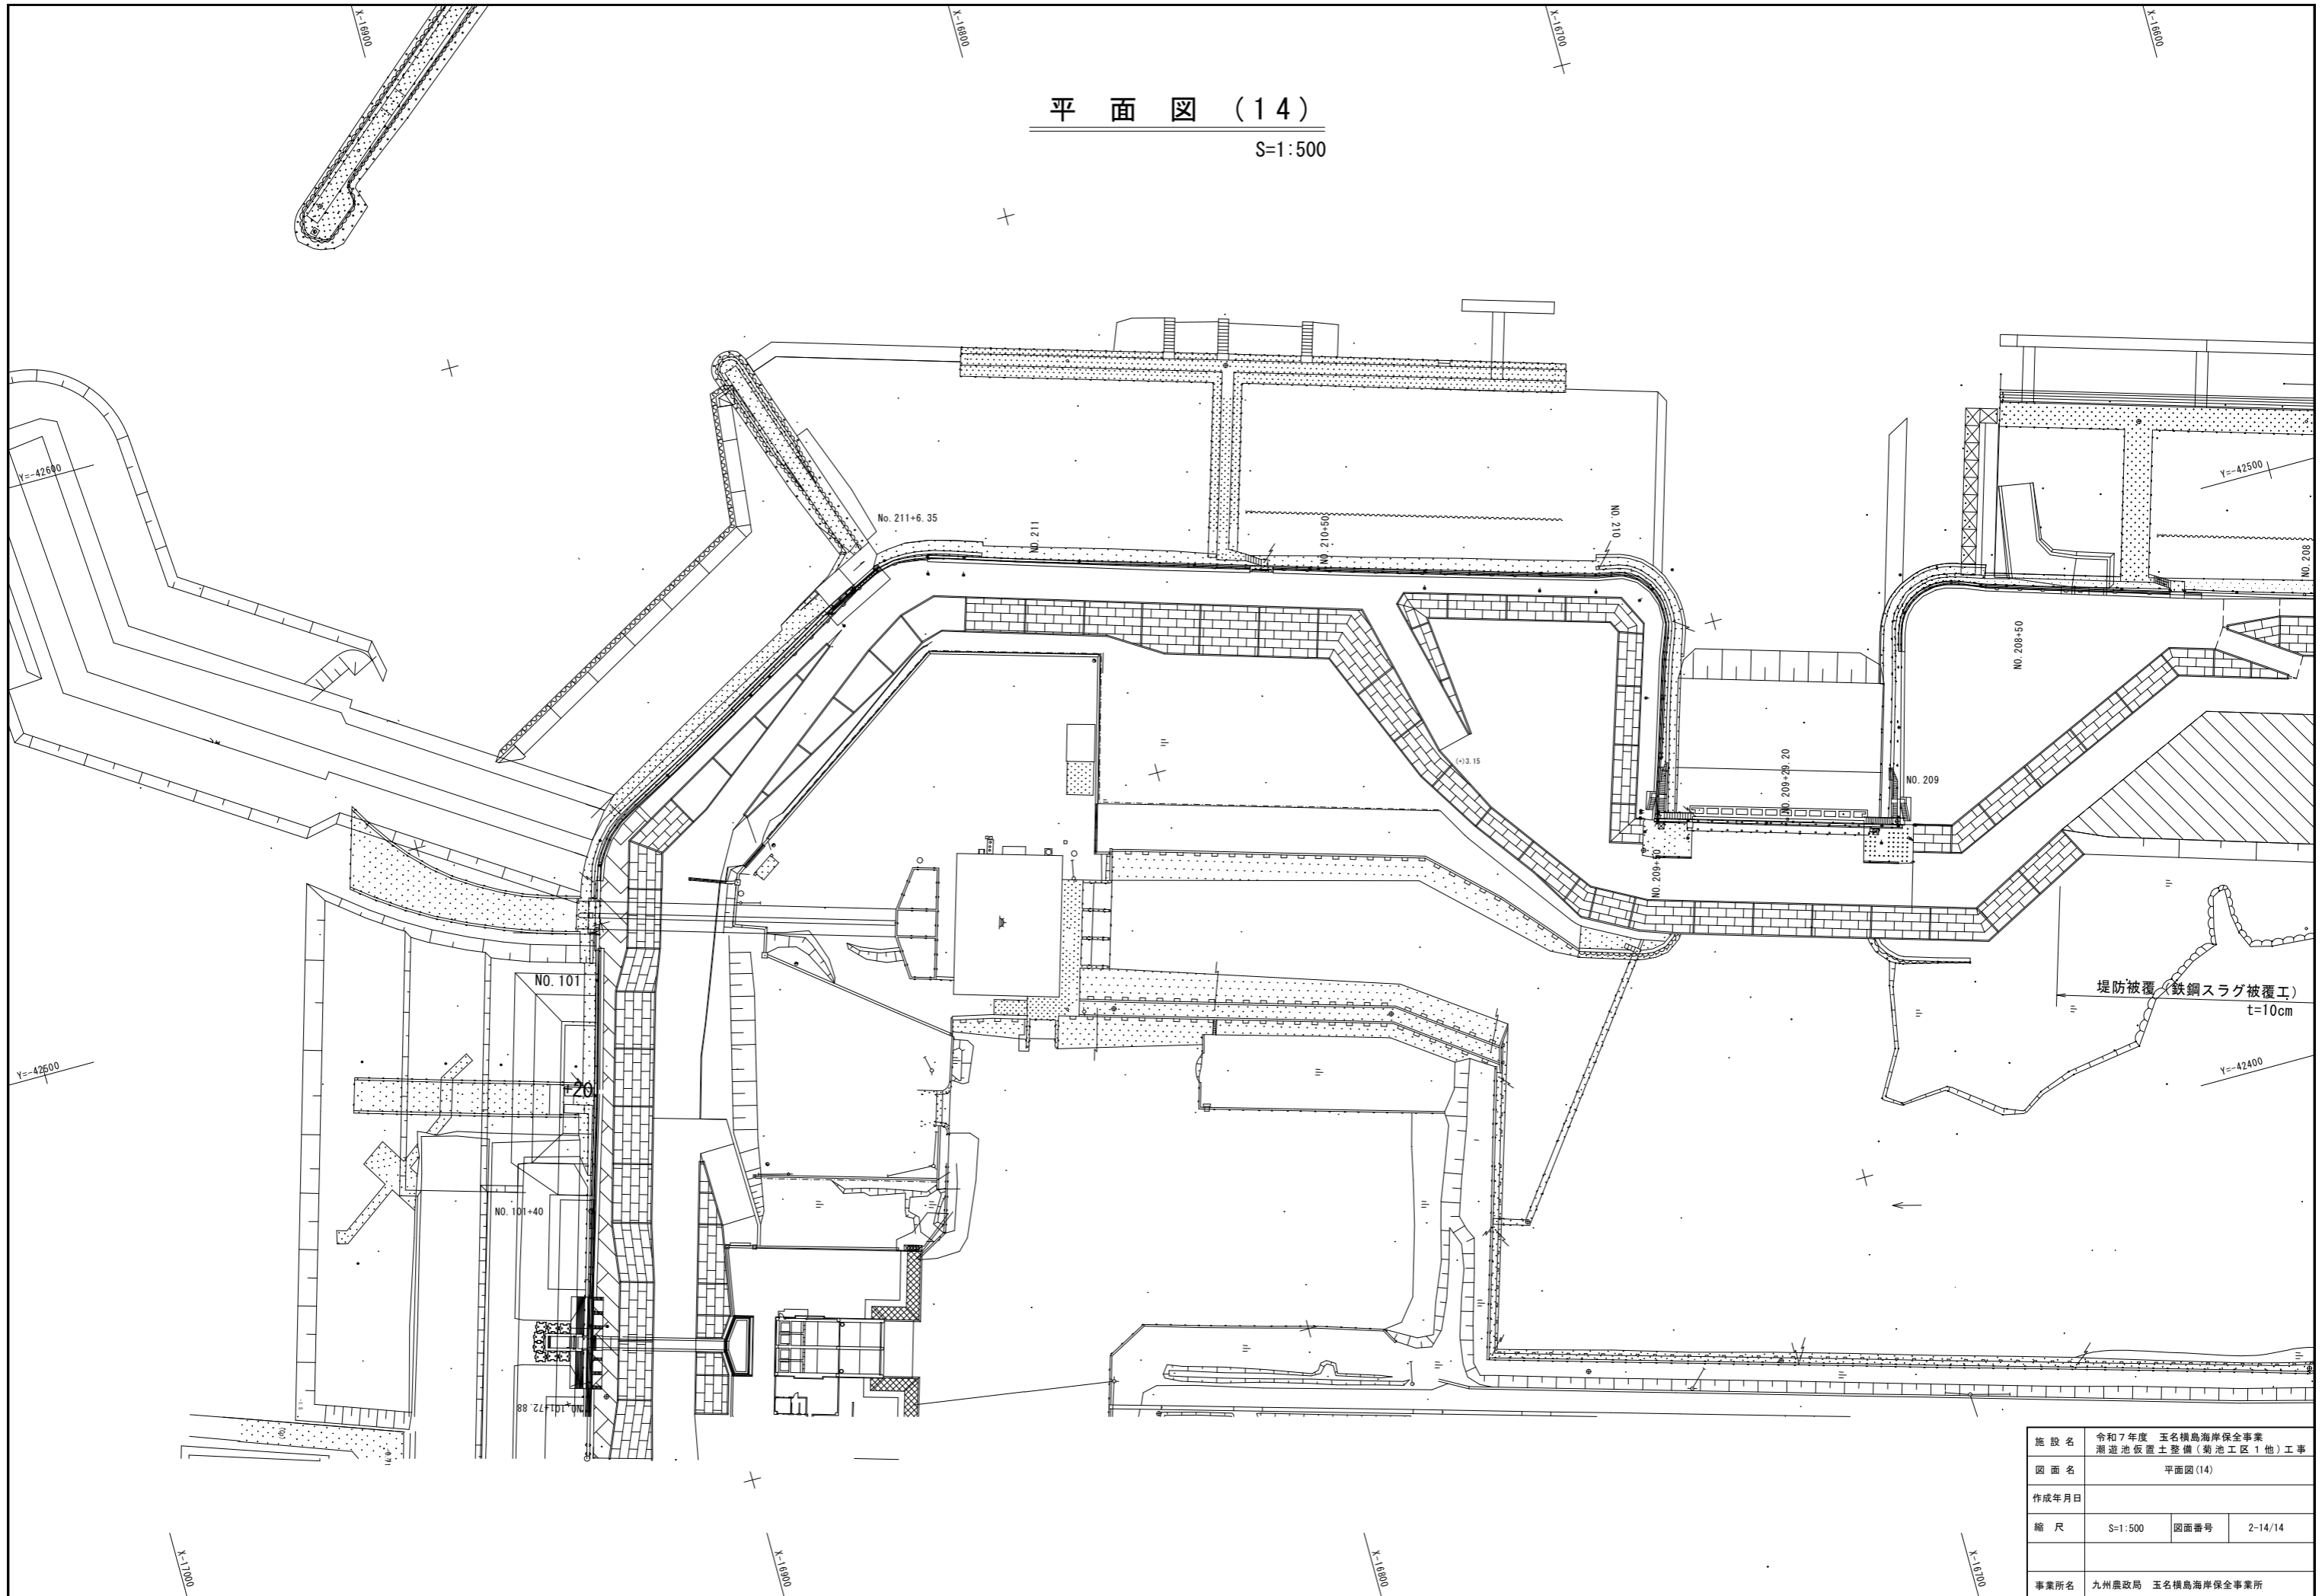 X-16900
X-16800
X-16700
X-16600
平 面 図 (14)
S=1:500
Y=-42600
Y=-42500
No.211+6.35
NO.211
NO.210+50
NO.210
NO.208
NO.208+50
(+)3.15
NO.209+29.20
NO.209
NO.209+50
NO.101
堤防被覆(鉄鋼スラグ被覆工)
t=10cm
Y=-42500
+20
Y=-42400
NO.101+40
NO.101+72.88
X-17000
X-16900
X-16800
X-16700
施 設 名 令和7年度 玉名横島海岸保全事業
潮遊池仮置土整備(菊池工区1他)工事
図 面 名 平面図(14)
作成年月日
縮 尺 S=1:500 図面番号 2-14/14
事業所名 九州農政局 玉名横島海岸保全事業所